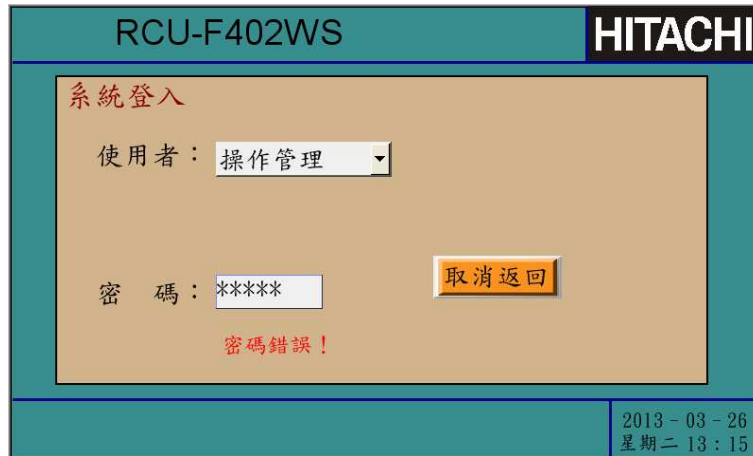 RCU-F402WS
HITACHI
系統登入
使用者：操作管理
密　碼：*****
取消返回
密碼錯誤！
2013－03－26
星期二 13：15